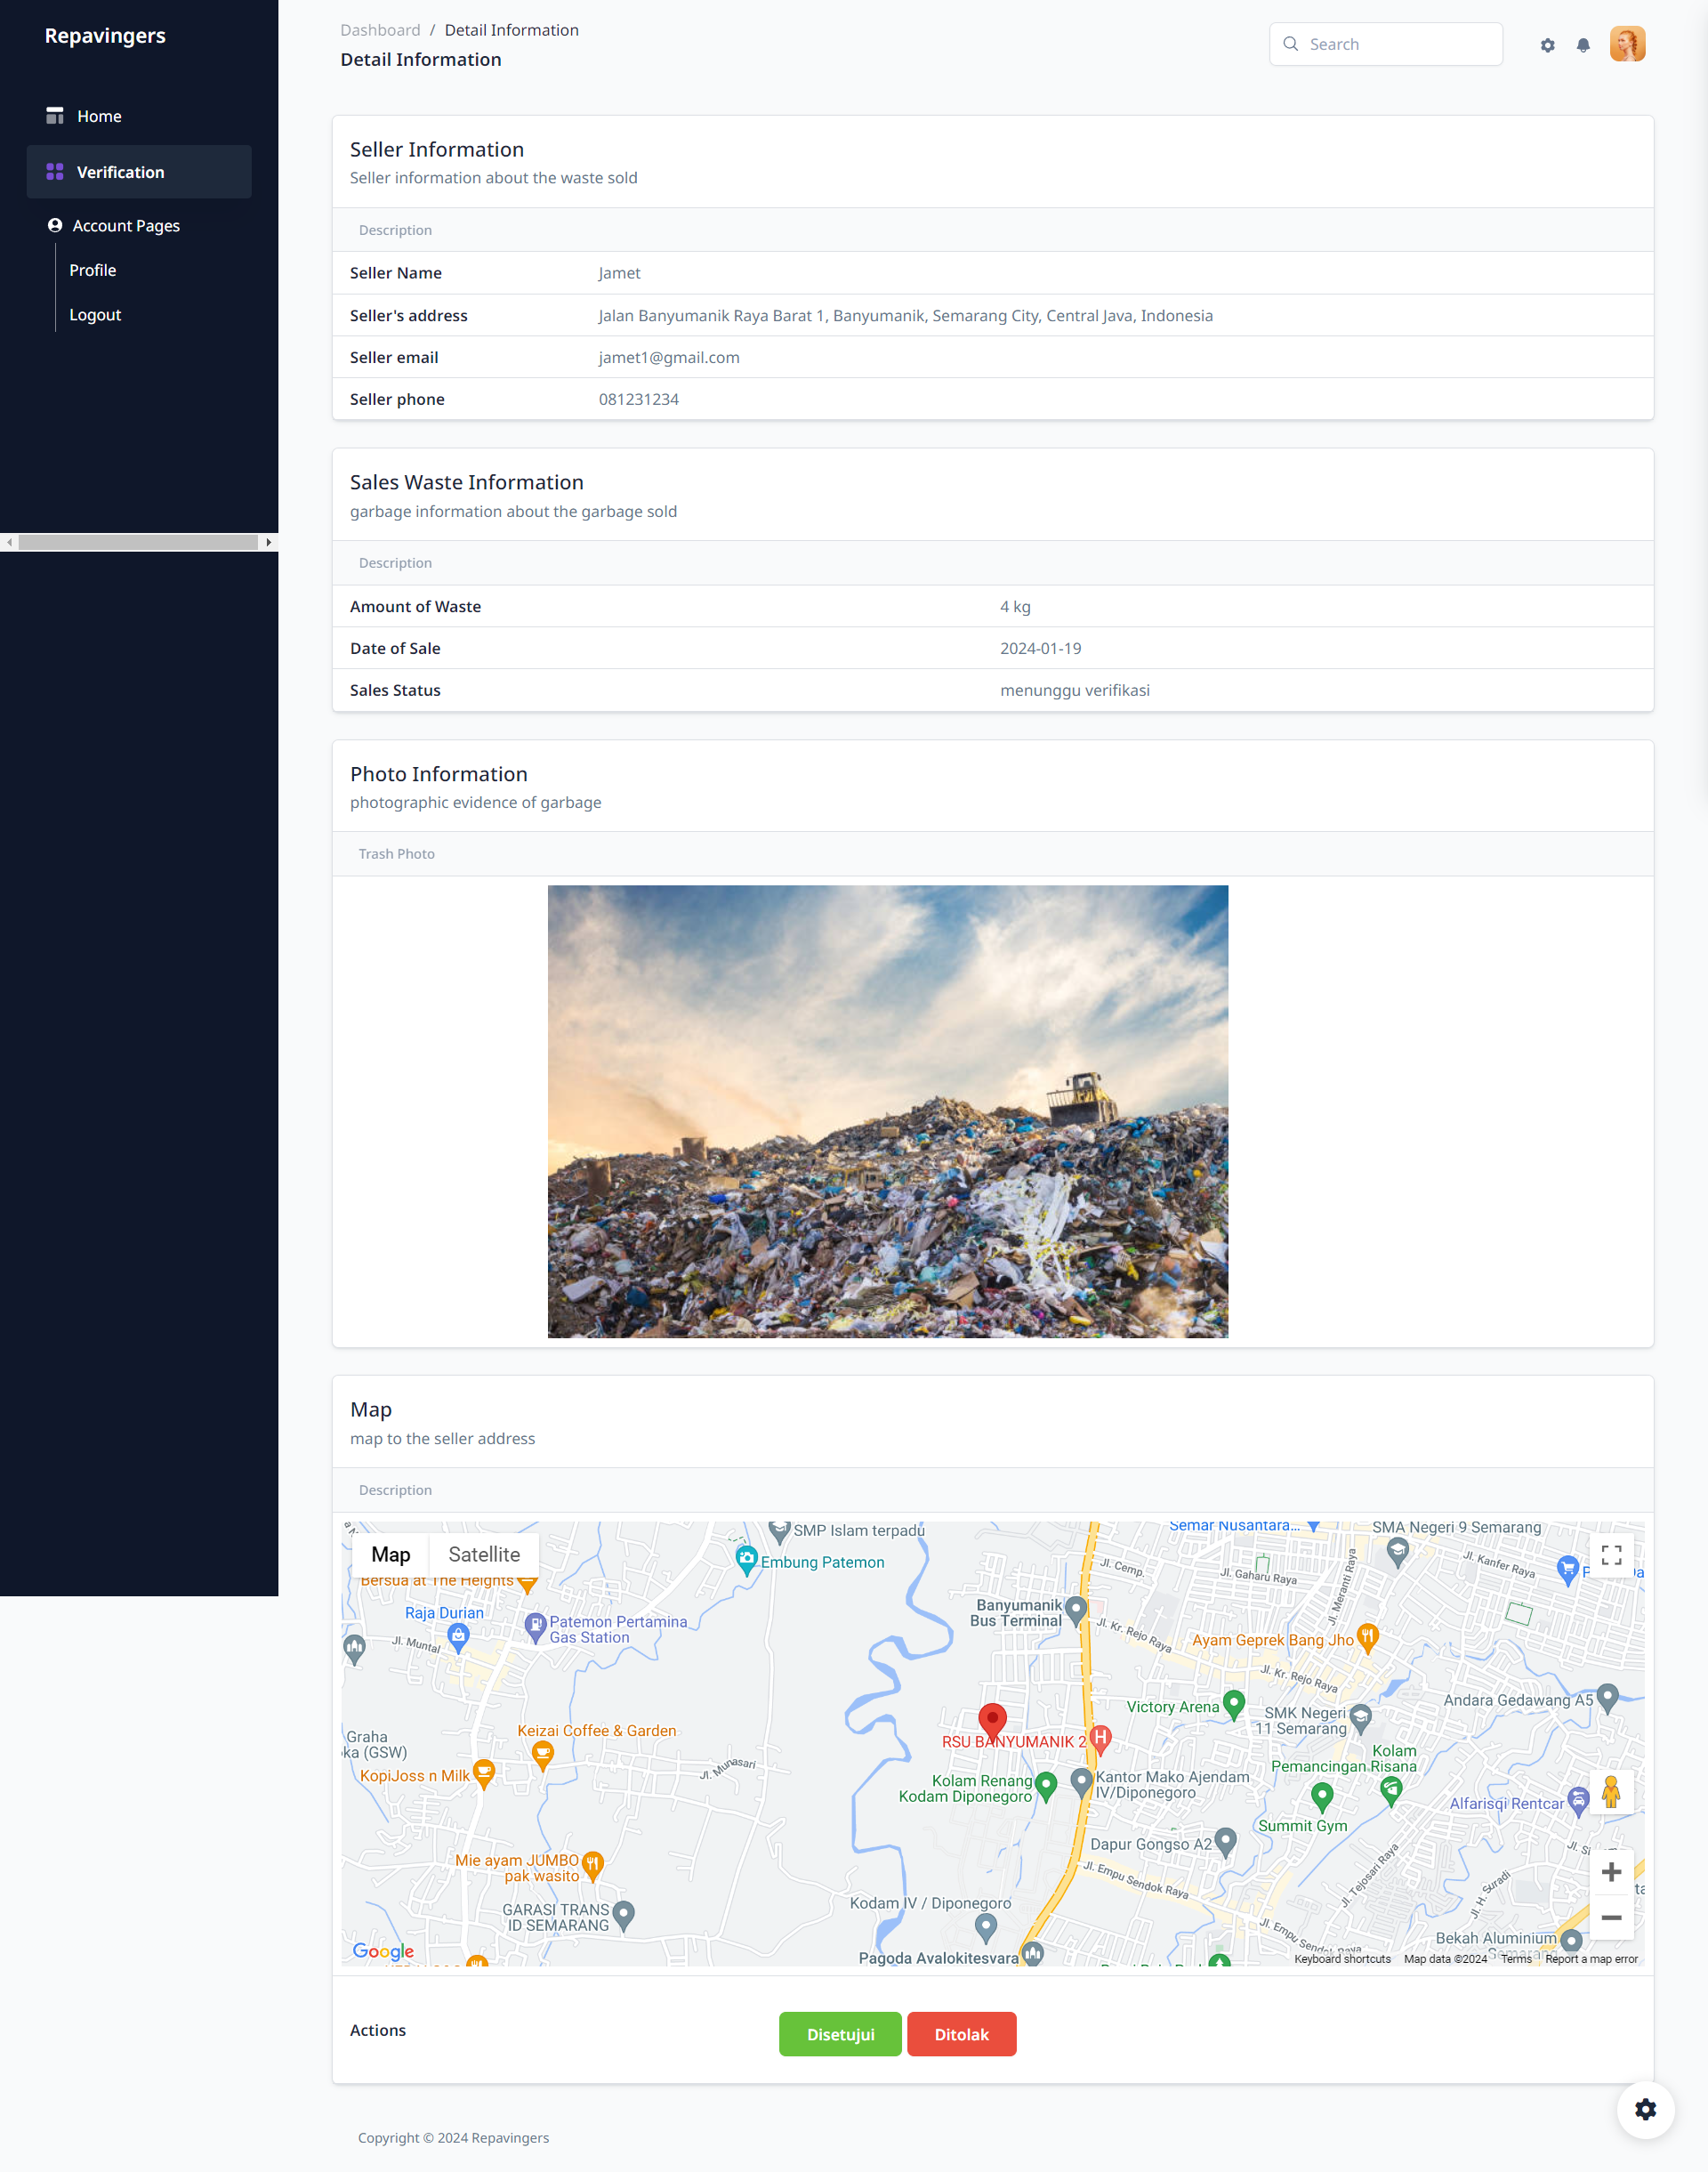 Repavingers
Home
Verification
Account Pages
Profile
Logout
Dashboard / Detail Information
Detail Information
Search
Seller Information
Seller information about the waste sold
Description
Seller Name Jamet
Seller's address Jalan Banyumanik Raya Barat 1, Banyumanik, Semarang City, Central Java, Indonesia
Seller email jamet1@gmail.com
Seller phone 081231234
Sales Waste Information
garbage information about the garbage sold
Description
Amount of Waste 4 kg
Date of Sale 2024-01-19
Sales Status menunggu verifikasi
Photo Information
photographic evidence of garbage
Trash Photo
Map
map to the seller address
Description
Map Satellite
SMP Islam terpadu
Embung Patemon
Semar Nusantara...
SMA Negeri 9 Semarang
Jl. Cemp.
Jl. Gaharu Raya
Jl. Meranti Raya
Jl. Kanfer Raya
Bersua at The Heights
Raja Durian
Jl. Muntal
Patemon Pertamina
Gas Station
Banyumanik
Bus Terminal
Jl. Kr. Rejo Raya
Ayam Geprek Bang Jho
Jl. Kr. Rejo Raya
Victory Arena
SMK Negeri
11 Semarang
Andara Gedawang A5
Graha
ka (GSW)
Keizai Coffee & Garden
KopiJoss n Milk
Jl. Munasari
RSU BANYUMANIK 2
H
Kolam Renang
Kodam Diponegoro
Kantor Mako Ajendam
IV/Diponegoro
Kolam
Pemancingan Risana
Summit Gym
Alfarisqi Rentcar
Dapur Gongso A2
Jl. Empu Sendok Raya
Jl. Tejosari Raya
Jl. H. Suradi
Mie ayam JUMBO
pak wasito
GARASI TRANS
ID SEMARANG
Kodam IV / Diponegoro
Pagoda Avalokitesvara
Jl. Empu Sendok Raya
Bekah Aluminium
Semarang
Google
Keyboard shortcuts Map data ©2024 Terms Report a map error
Actions Disetujui Ditolak
Copyright © 2024 Repavingers